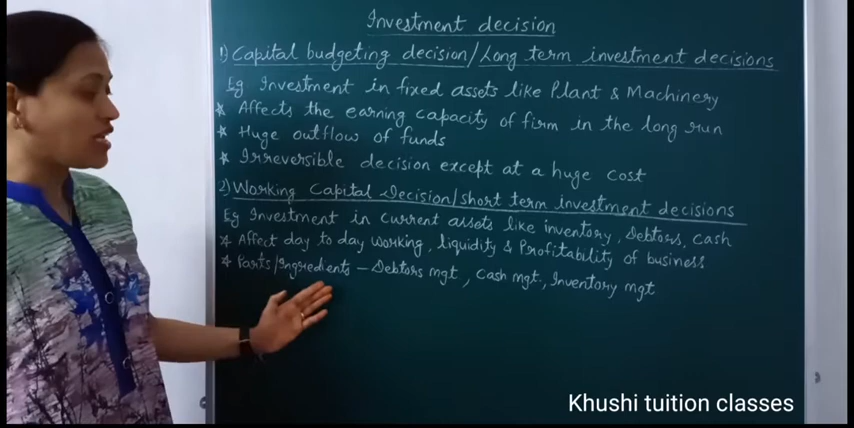 Investment decision
1) Capital budgeting decision/Long term investment decisions
Eg Investment in fixed assets like Plant & Machinery
* Affects the earning capacity of firm in the long run
* Huge outflow of funds
* Irreversible decision except at a huge cost
2) Working Capital Decision/short term investment decisions
Eg Investment in current assets like inventory, Debtors, Cash
* Affect day to day working, liquidity & Profitability of business
* Parts/Ingredients – Debtors mgt, Cash mgt., Inventory mgt
Khushi tuition classes